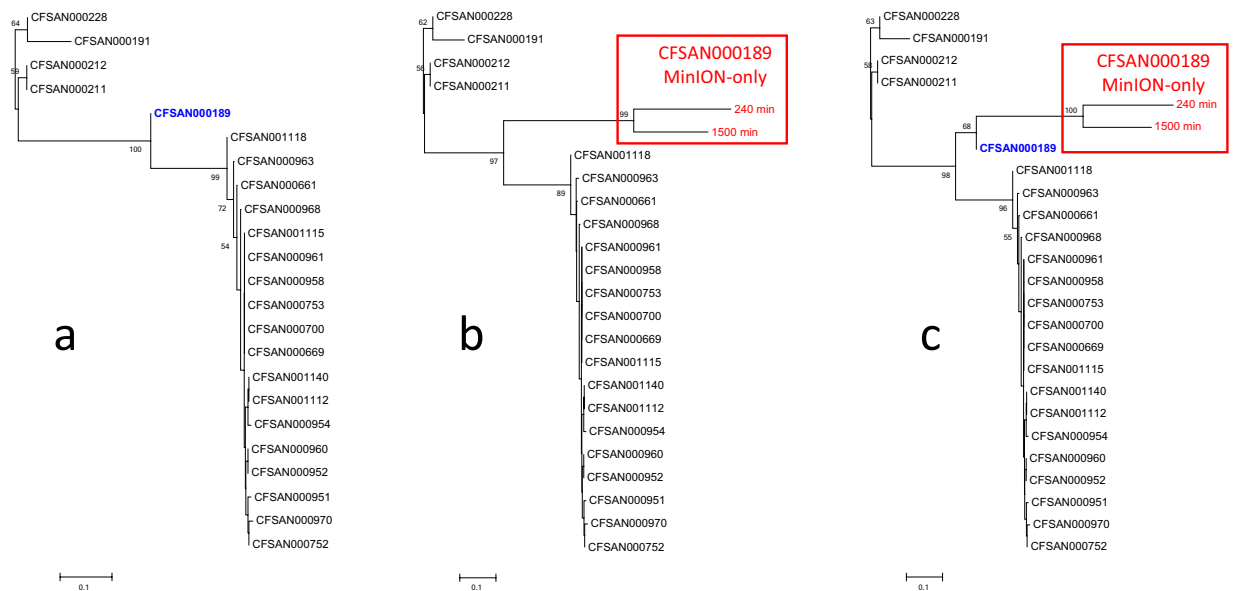 64
CFSAN000228
CFSAN000191
59
CFSAN000212
CFSAN000211
CFSAN000189
100
CFSAN001118
99
CFSAN000963
CFSAN000661
72
CFSAN000968
CFSAN001115
54
CFSAN000961
CFSAN000958
CFSAN000753
CFSAN000700
CFSAN000669
CFSAN001140
CFSAN001112
CFSAN000954
CFSAN000960
CFSAN000952
CFSAN000951
CFSAN000970
CFSAN000752
a
0.1
62
CFSAN000228
CFSAN000191
56
CFSAN000212
CFSAN000211
CFSAN000189
MinION-only
99
240 min
1500 min
97
CFSAN001118
CFSAN000963
89
CFSAN000661
CFSAN000968
CFSAN000961
CFSAN000958
CFSAN000753
CFSAN000700
CFSAN000669
CFSAN001115
CFSAN001140
CFSAN001112
CFSAN000954
CFSAN000960
CFSAN000952
CFSAN000951
CFSAN000970
CFSAN000752
b
0.1
63
CFSAN000228
CFSAN000191
58
CFSAN000212
CFSAN000211
CFSAN000189
MinION-only
100
240 min
1500 min
68
CFSAN000189
98
CFSAN001118
CFSAN000963
96
CFSAN000661
55
CFSAN000968
CFSAN000961
CFSAN000958
CFSAN000753
CFSAN000700
CFSAN000669
CFSAN001115
CFSAN001140
CFSAN001112
CFSAN000954
CFSAN000960
CFSAN000952
CFSAN000951
CFSAN000970
CFSAN000752
c
0.1